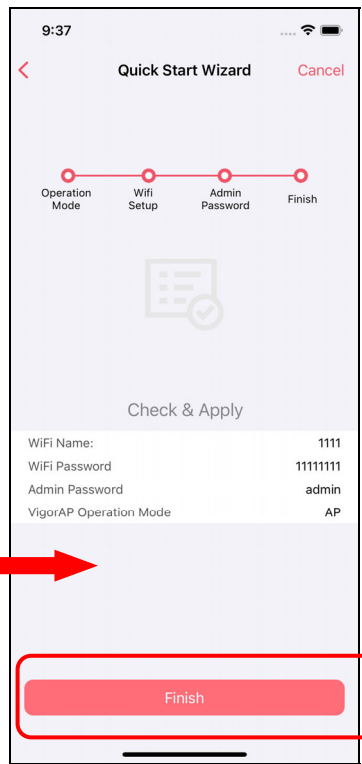 9:37
Quick Start Wizard Cancel
Operation Mode
Wifi Setup
Admin Password
Finish
Check & Apply
WiFi Name: 1111
WiFi Password 11111111
Admin Password admin
VigorAP Operation Mode AP
Finish